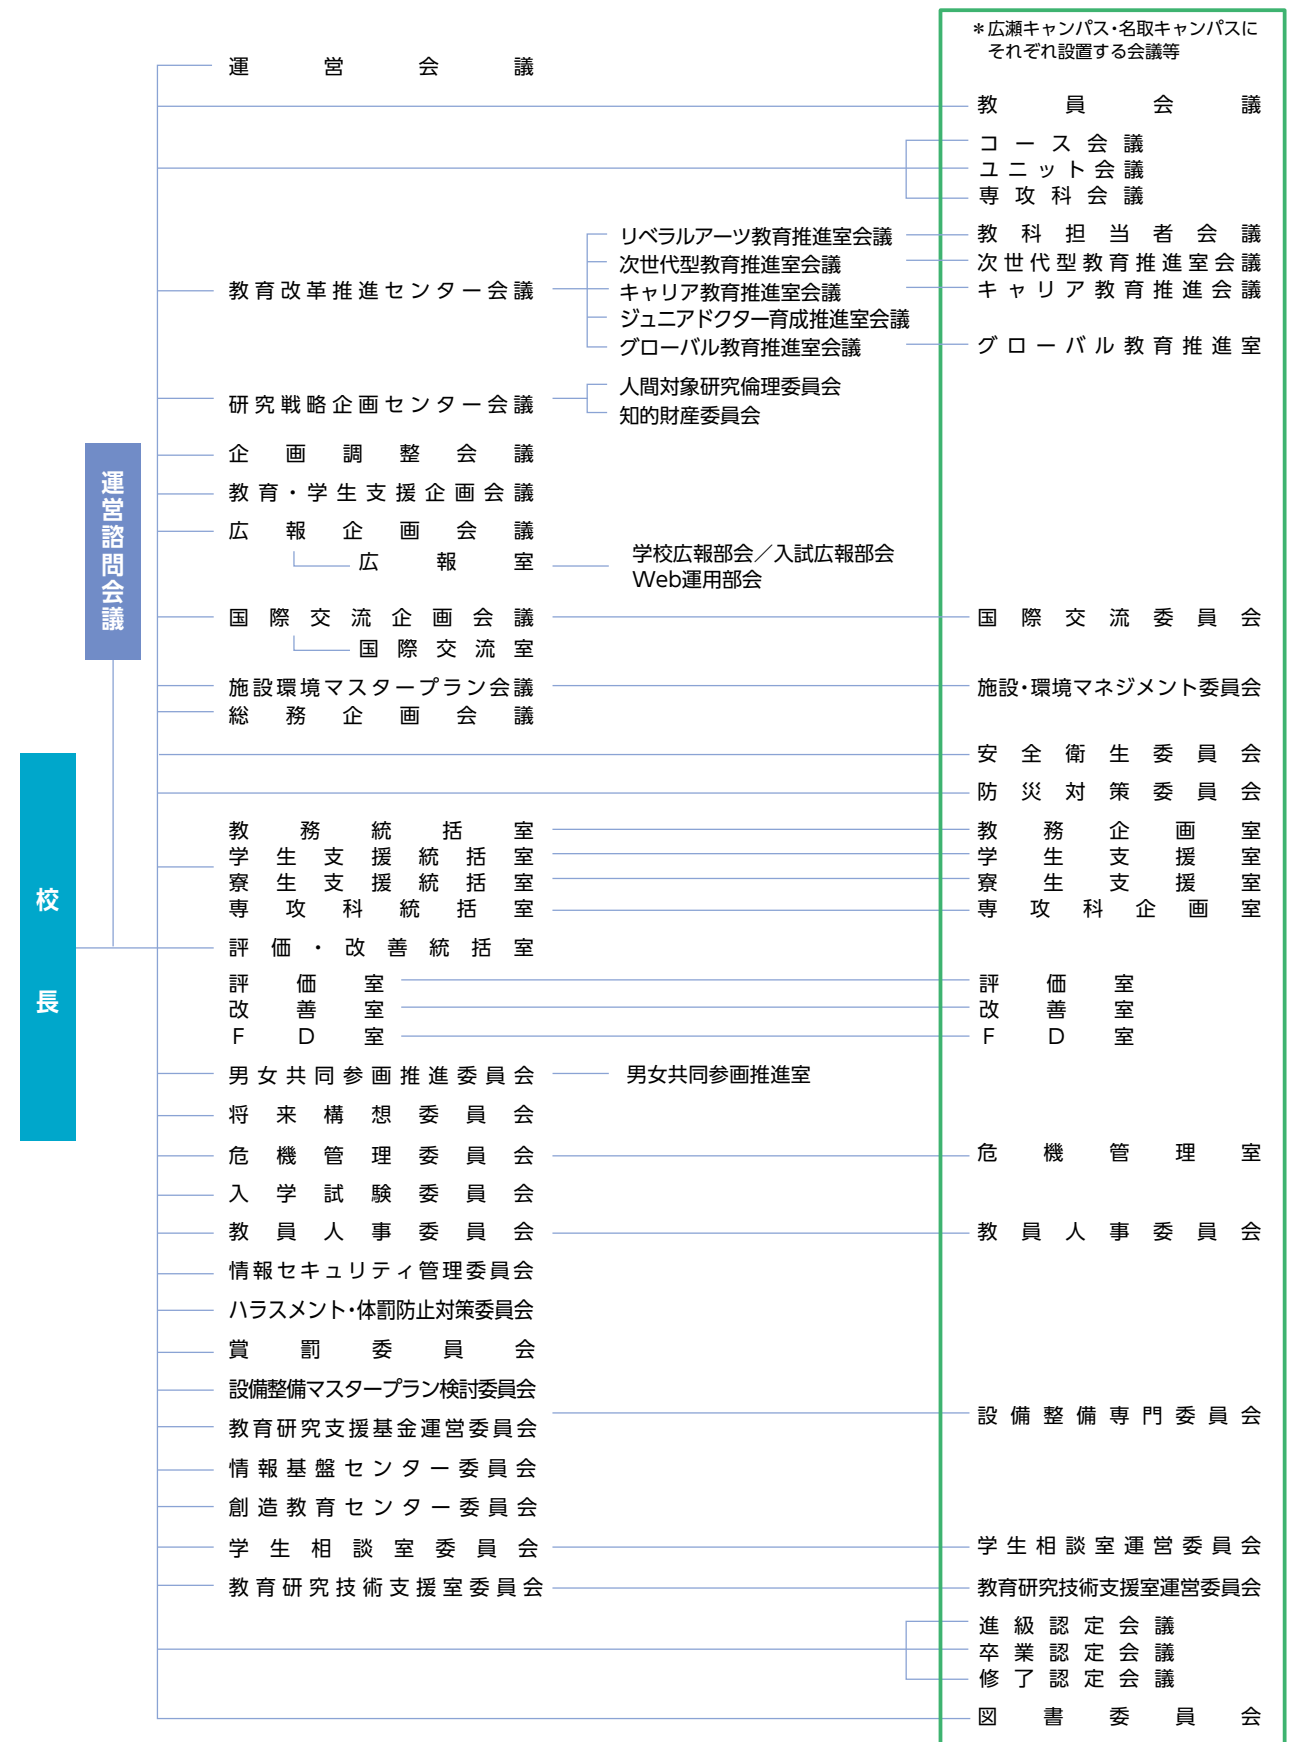 *広瀬キャンパス・名取キャンパスに
それぞれ設置する会議等
運営会議
教員会議
コース会議
ユニット会議
専攻科会議
教育改革推進センター会議
リベラルアーツ教育推進室会議
教科担当者会議
次世代型教育推進室会議
次世代型教育推進室会議
キャリア教育推進室会議
キャリア教育推進会議
ジュニアドクター育成推進室会議
グローバル教育推進室会議
グローバル教育推進室
研究戦略企画センター会議
人間対象研究倫理委員会
知的財産委員会
企画調整会議
教育・学生支援企画会議
広報企画会議
広報室
学校広報部会／入試広報部会
Web運用部会
国際交流企画会議
国際交流委員会
国際交流室
施設環境マスタープラン会議
施設・環境マネジメント委員会
総務企画会議
安全衛生委員会
防災対策委員会
教務統括室
教務企画室
学生支援統括室
学生支援室
寮生支援統括室
寮生支援室
専攻科統括室
専攻科企画室
評価・改善統括室
評価室
評価室
改善室
改善室
FD室
FD室
男女共同参画推進委員会
男女共同参画推進室
将来構想委員会
危機管理委員会
危機管理室
入学試験委員会
教員人事委員会
教員人事委員会
情報セキュリティ管理委員会
ハラスメント・体罰防止対策委員会
賞罰委員会
設備整備マスタープラン検討委員会
設備整備専門委員会
教育研究支援基金運営委員会
情報基盤センター委員会
創造教育センター委員会
学生相談室委員会
学生相談室運営委員会
教育研究技術支援室委員会
教育研究技術支援室運営委員会
進級認定会議
卒業認定会議
修了認定会議
図書委員会
運営諮問会議
校長